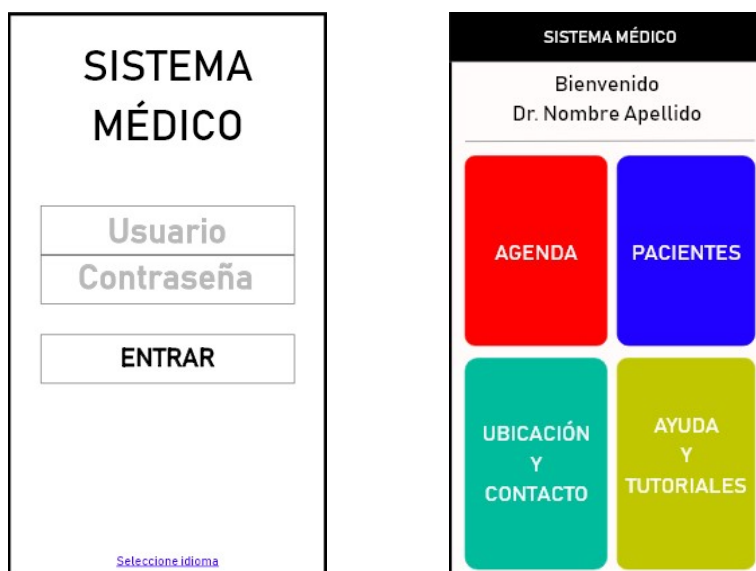 SISTEMA
MÉDICO
Usuario
Contraseña
ENTRAR
Seleccione idioma
SISTEMA MÉDICO
Bienvenido
Dr. Nombre Apellido
AGENDA
PACIENTES
UBICACIÓN
Y
CONTACTO
AYUDA
Y
TUTORIALES